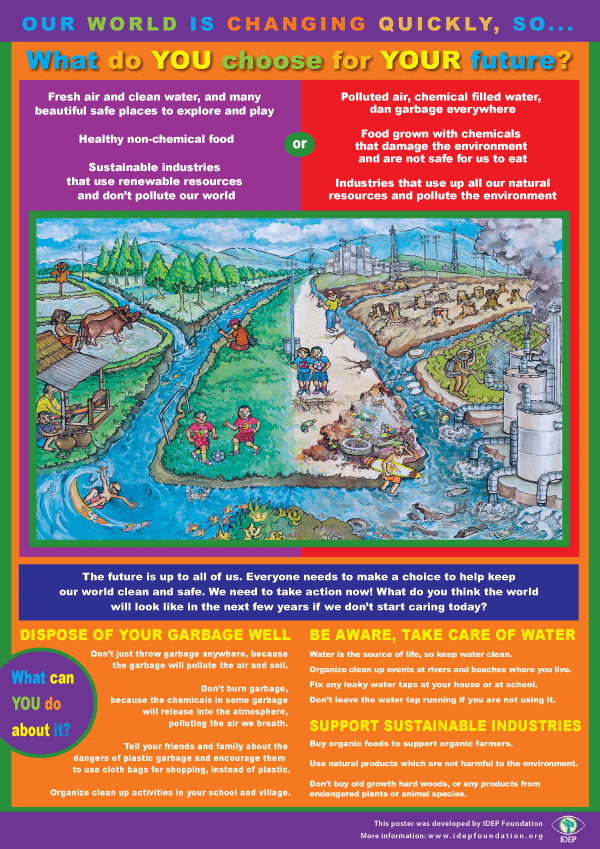 OUR WORLD IS CHANGING QUICKLY, SO...
What do YOU choose for YOUR future?
Fresh air and clean water, and many
beautiful safe places to explore and play
Healthy non-chemical food
Sustainable industries
that use renewable resources
and don't pollute our world
or
Polluted air, chemical filled water,
dan garbage everywhere
Food grown with chemicals
that damage the environment
and are not safe for us to eat
Industries that use up all our natural
resources and pollute the environment
The future is up to all of us. Everyone needs to make a choice to help keep
our world clean and safe. We need to take action now! What do you think the world
will look like in the next few years if we don't start caring today?
What can
YOU do
about it?
DISPOSE OF YOUR GARBAGE WELL
Don't just throw garbage anywhere, because
the garbage will pollute the air and soil.
Don't burn garbage,
because the chemicals in some garbage
will release into the atmosphere,
polluting the air we breath.
Tell your friends and family about the
dangers of plastic garbage and encourage them
to use cloth bags for shopping, instead of plastic.
Organize clean up activities in your school and village.
BE AWARE, TAKE CARE OF WATER
Water is the source of life, so keep water clean.
Organize clean up events at rivers and beaches where you live.
Fix any leaky water taps at your house or at school.
Don't leave the water tap running if you are not using it.
SUPPORT SUSTAINABLE INDUSTRIES
Buy organic foods to support organic farmers.
Use natural products which are not harmful to the environment.
Don't buy old growth hard woods, or any products from
endangered plants or animal species.
This poster was developed by IDEP Foundation
More information: www.idepfoundation.org
IDEP